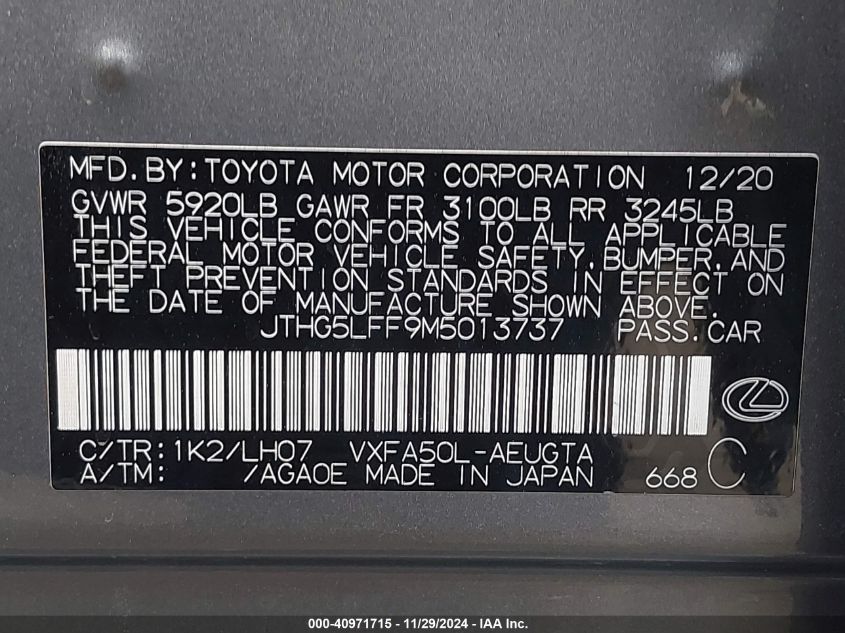 MFD.BY:TOYOTA MOTOR CORPORATION 12/20
GVWR 5920LB GAWR FR 3100LB RR 3245LB
THIS VEHICLE CONFORMS TO ALL APPLICABLE
FEDERAL MOTOR VEHICLE SAFETY,BUMPER,AND
THEFT PREVENTION STANDARDS IN EFFECT ON
THE DATE OF MANUFACTURE SHOWN ABOVE.
JTHG5LFF9M5013737 PASS.CAR
C/TR:1K2/LH07 VXFA50L-AEUGTA
A/TM: /AGA0E MADE IN JAPAN 668 C
000-40971715 - 11/29/2024 - IAA Inc.